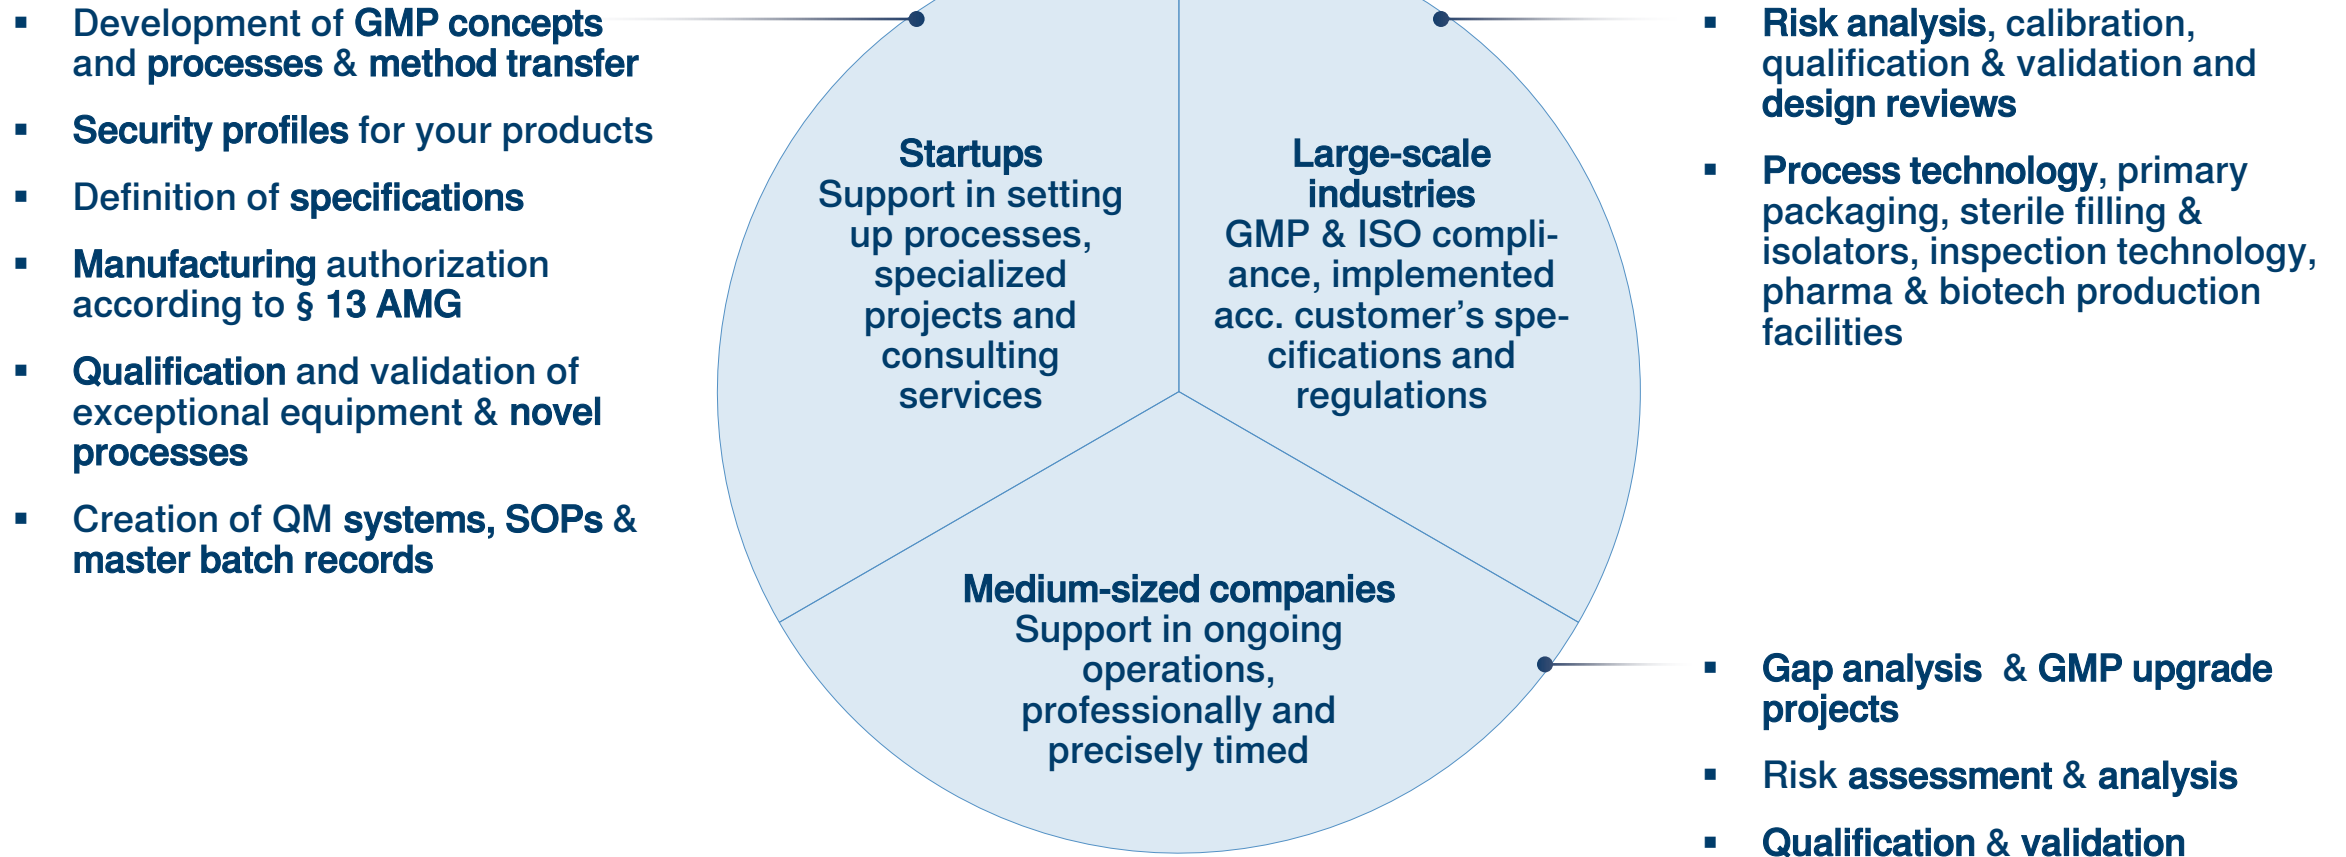 ▪ Development of GMP concepts
and processes & method transfer
▪ Security profiles for your products
▪ Definition of specifications
▪ Manufacturing authorization
according to § 13 AMG
▪ Qualification and validation of
exceptional equipment & novel
processes
▪ Creation of QM systems, SOPs &
master batch records
Startups
Support in setting
up processes,
specialized
projects and
consulting
services
Large-scale
industries
GMP & ISO compli-
ance, implemented
acc. customer’s spe-
cifications and
regulations
Medium-sized companies
Support in ongoing
operations,
professionally and
precisely timed
▪ Risk analysis, calibration,
qualification & validation and
design reviews
▪ Process technology, primary
packaging, sterile filling &
isolators, inspection technology,
pharma & biotech production
facilities
▪ Gap analysis & GMP upgrade
projects
▪ Risk assessment & analysis
▪ Qualification & validation